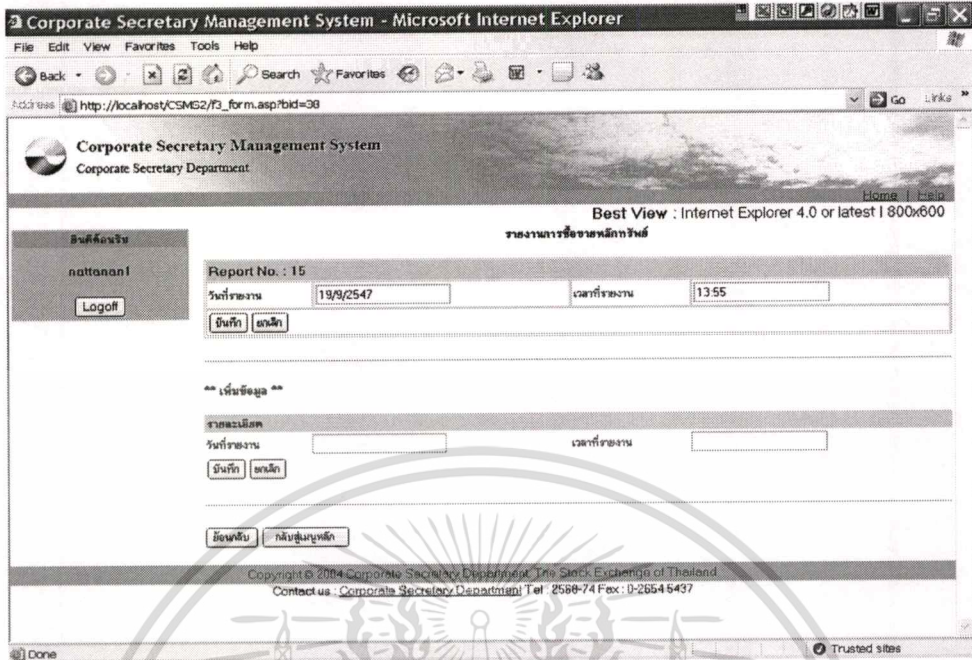 Corporate Secretary Management System - Microsoft Internet Explorer
File Edit View Favorites Tools Help
Back Search Favorites
Address http://localhost/CSMS2/f3_form.asp?bid=38 Go Links
Corporate Secretary Management System
Corporate Secretary Department
Home | Help
Best View : Internet Explorer 4.0 or latest | 800x600
รายงานการซื้อขายหลักทรัพย์
ยินดีต้อนรับ
nattanan1
Logoff
Report No. : 15
วันที่รายงาน 19/9/2547 เวลาที่รายงาน 13:55
บันทึก ยกเลิก
** เพิ่มข้อมูล **
รายละเอียด
วันที่รายงาน เวลาที่รายงาน
บันทึก ยกเลิก
ย้อนกลับ กลับสู่เมนูหลัก
Copyright © 2004 Corporate Secretary Department, The Stock Exchange of Thailand
Contact us : Corporate Secretary Department Tel : 2568-74 Fax : 0-2654 5437
Done Trusted sites